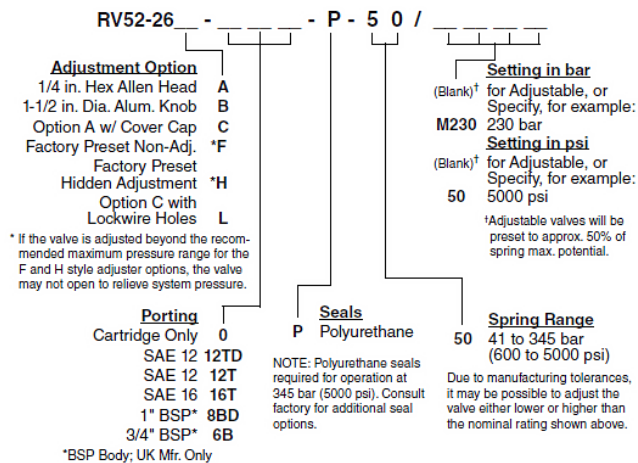 RV52-26__ - __ __ __ - P - 5 0 / __ __ __ __
Adjustment Option
1/4 in. Hex Allen Head A
1-1/2 in. Dia. Alum. Knob B
Option A w/ Cover Cap C
Factory Preset Non-Adj. *F
Factory Preset
Hidden Adjustment *H
Option C with
Lockwire Holes L
* If the valve is adjusted beyond the recom-
mended maximum pressure range for the
F and H style adjuster options, the valve
may not open to relieve system pressure.
Setting in bar
(Blank)† for Adjustable, or
Specify, for example:
M230 230 bar
Setting in psi
(Blank)† for Adjustable, or
Specify, for example:
50 5000 psi
†Adjustable valves will be
preset to approx. 50% of
spring max. potential.
Porting
Cartridge Only 0
SAE 12 12TD
SAE 12 12T
SAE 16 16T
1" BSP* 8BD
3/4" BSP* 6B
*BSP Body; UK Mfr. Only
Seals
P Polyurethane
NOTE: Polyurethane seals
required for operation at
345 bar (5000 psi). Consult
factory for additional seal
options.
Spring Range
50 41 to 345 bar
(600 to 5000 psi)
Due to manufacturing tolerances,
it may be possible to adjust the
valve either lower or higher than
the nominal rating shown above.